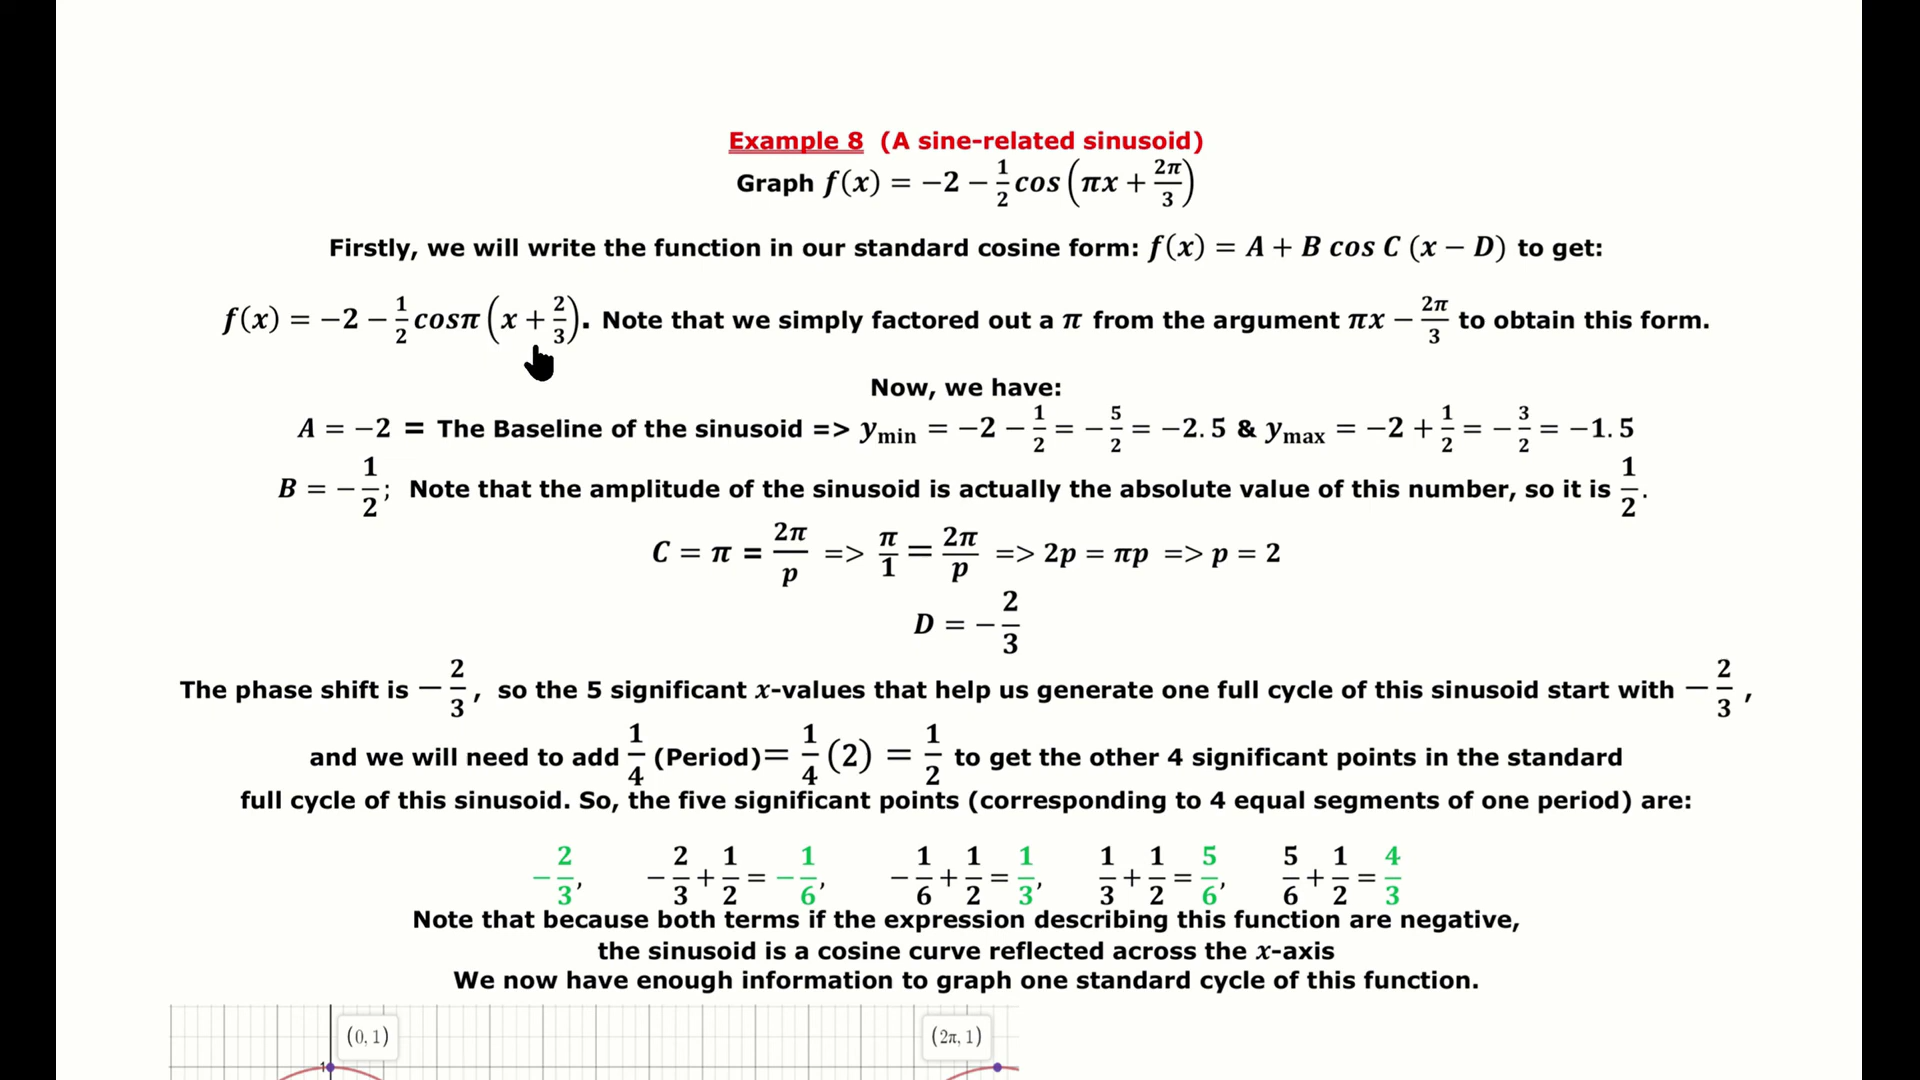 Example 8 (A sine-related sinusoid)
Graph f(x) = −2 − 1/2 cos (πx + 2π/3)
Firstly, we will write the function in our standard cosine form: f(x) = A + B cos C (x − D) to get:
f(x) = −2 − 1/2 cosπ (x + 2/3). Note that we simply factored out a π from the argument πx − 2π/3 to obtain this form.
Now, we have:
A = −2 = The Baseline of the sinusoid => y_min = −2 − 1/2 = − 5/2 = −2.5 & y_max = −2 + 1/2 = − 3/2 = −1.5
B = − 1/2; Note that the amplitude of the sinusoid is actually the absolute value of this number, so it is 1/2.
C = π = 2π/p => π/1 = 2π/p => 2p = πp => p = 2
D = − 2/3
The phase shift is − 2/3, so the 5 significant x-values that help us generate one full cycle of this sinusoid start with − 2/3 ,
and we will need to add 1/4 (Period)= 1/4 (2) = 1/2 to get the other 4 significant points in the standard
full cycle of this sinusoid. So, the five significant points (corresponding to 4 equal segments of one period) are:
− 2/3, − 2/3 + 1/2 = − 1/6, − 1/6 + 1/2 = 1/3, 1/3 + 1/2 = 5/6, 5/6 + 1/2 = 4/3
Note that because both terms if the expression describing this function are negative,
the sinusoid is a cosine curve reflected across the x-axis
We now have enough information to graph one standard cycle of this function.
(0, 1) (2π, 1)
1